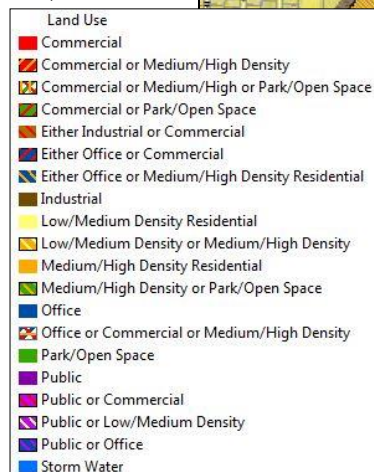 Land Use
Commercial
Commercial or Medium/High Density
Commercial or Medium/High or Park/Open Space
Commercial or Park/Open Space
Either Industrial or Commercial
Either Office or Commercial
Either Office or Medium/High Density Residential
Industrial
Low/Medium Density Residential
Low/Medium Density or Medium/High Density
Medium/High Density Residential
Medium/High Density or Park/Open Space
Office
Office or Commercial or Medium/High Density
Park/Open Space
Public
Public or Commercial
Public or Low/Medium Density
Public or Office
Storm Water